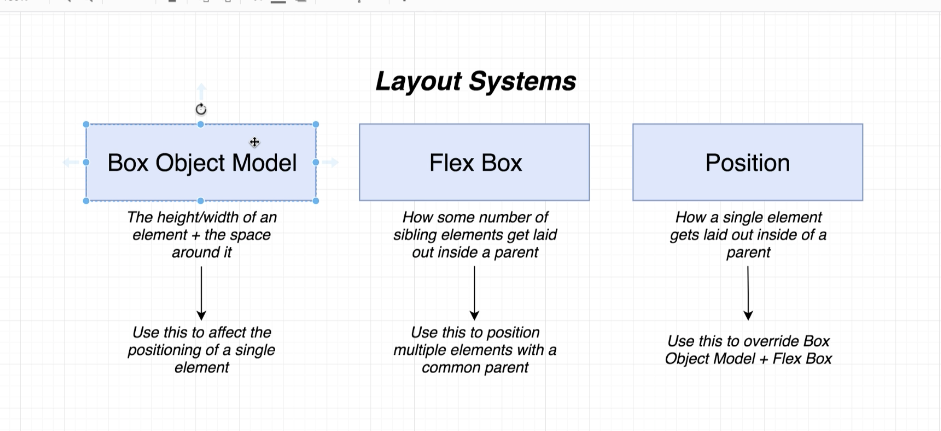 Layout Systems
Box Object Model
Flex Box
Position
The height/width of an
element + the space
around it
How some number of
sibling elements get laid
out inside a parent
How a single element
gets laid out inside of a
parent
Use this to affect the
positioning of a single
element
Use this to position
multiple elements with a
common parent
Use this to override Box
Object Model + Flex Box